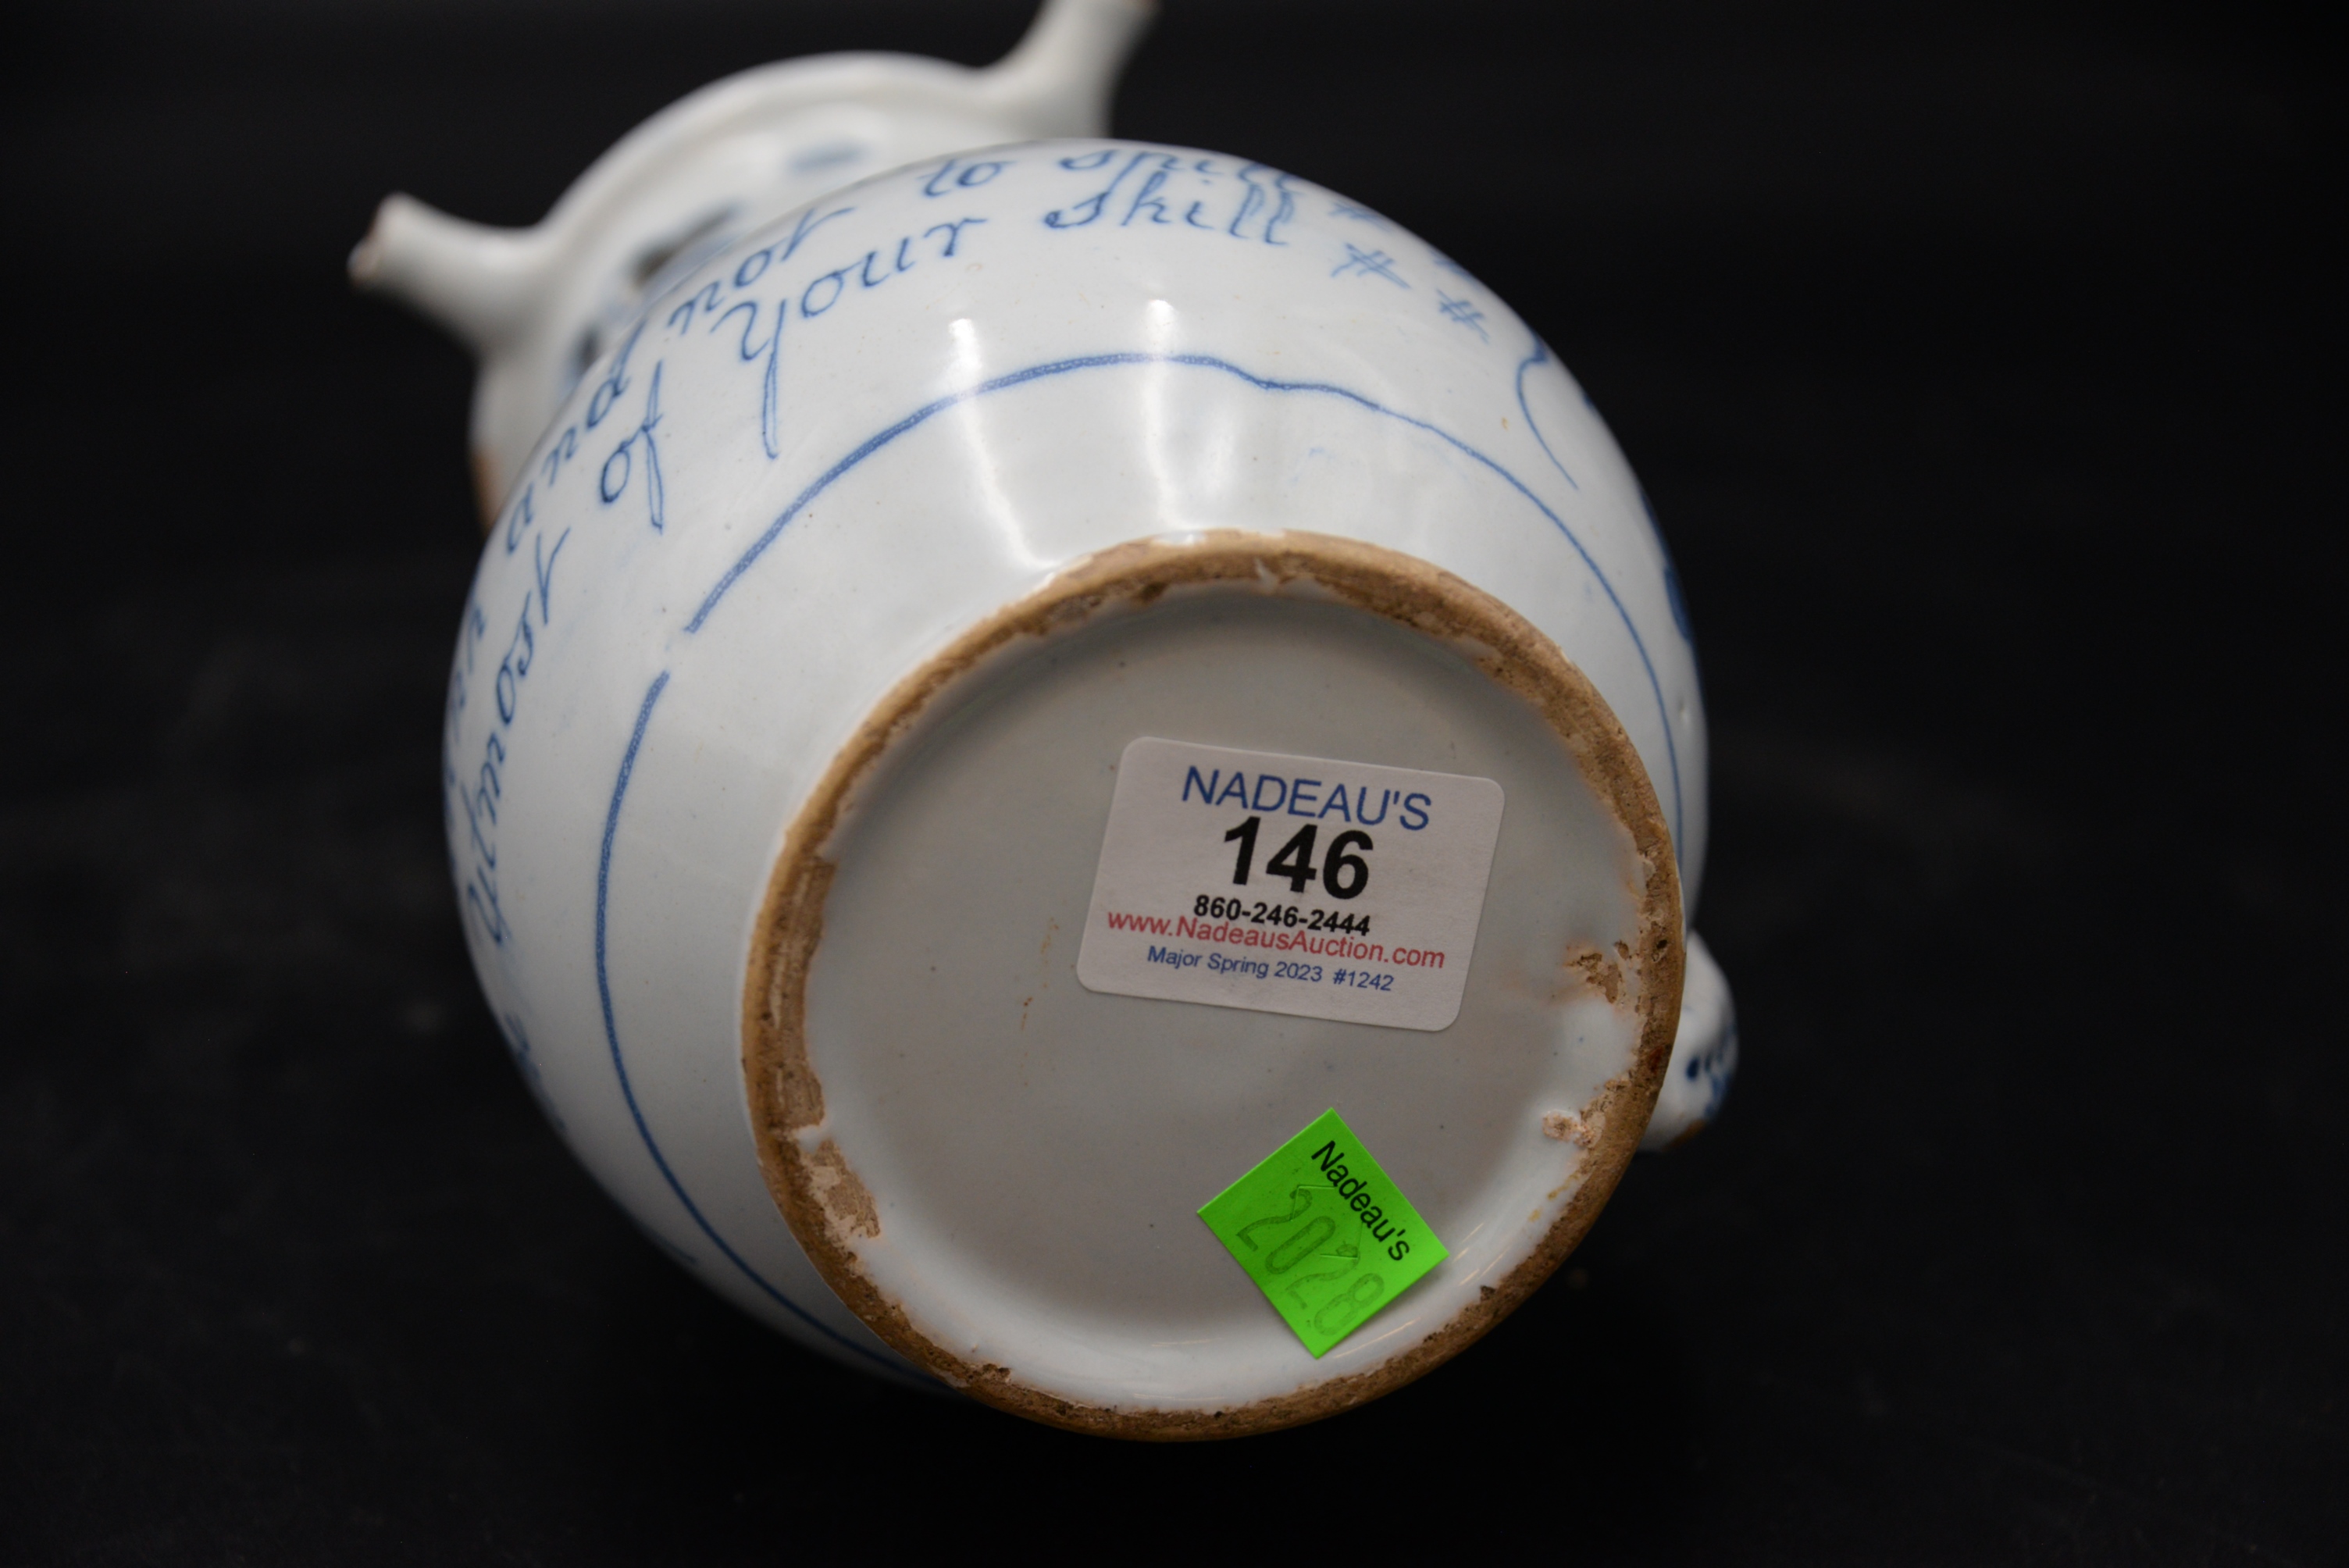 and not to spill #
Utmost of Your Skill # #
NADEAU'S
146
860-246-2444
www.NadeausAuction.com
Major Spring 2023 #1242
Nadeau's
2028